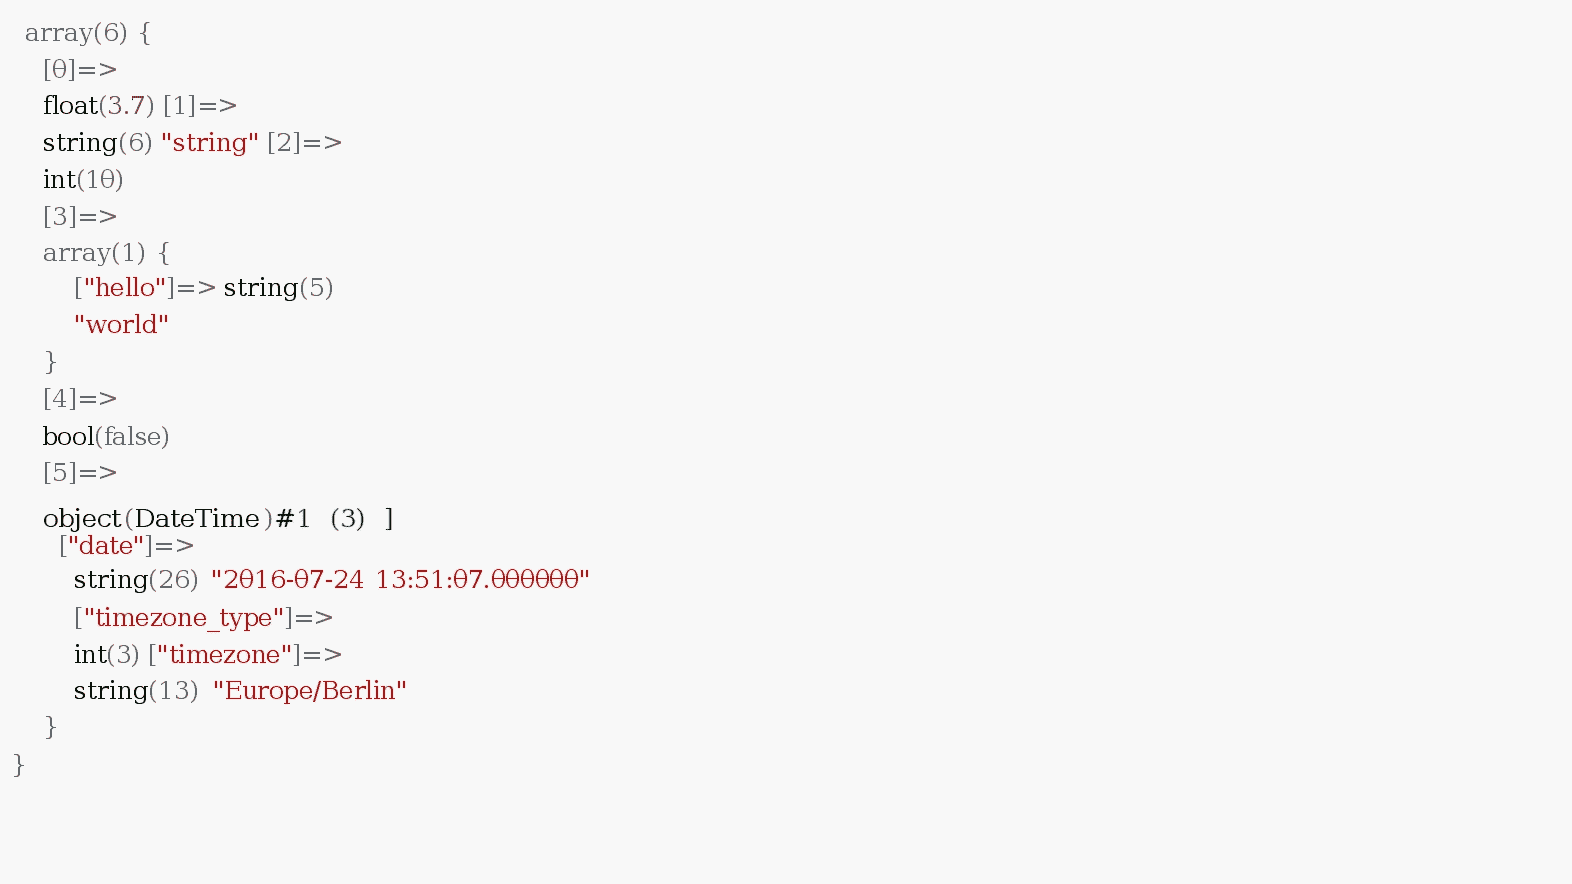 array(6) {
[0]=>
float(3.7) [1]=>
string(6) "string" [2]=>
int(10)
[3]=>
array(1) {
["hello"]=> string(5)
"world"
}
[4]=>
bool(false)
[5]=>
object(DateTime)#1 (3) ]
["date"]=>
string(26) "2016-07-24 13:51:07.000000"
["timezone_type"]=>
int(3) ["timezone"]=>
string(13) "Europe/Berlin"
}
}